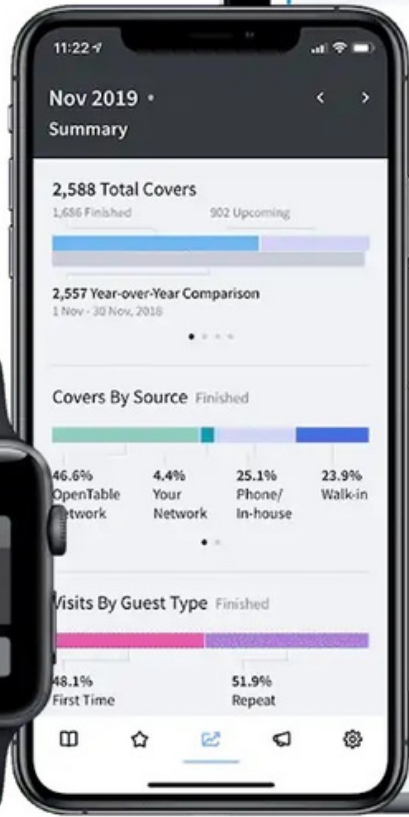 11:22
Nov 2019
Summary
2,588 Total Covers
1,686 Finished 902 Upcoming
2,557 Year-over-Year Comparison
1 Nov - 30 Nov, 2018
Covers By Source Finished
46.6% 4.4% 25.1% 23.9%
OpenTable Your Phone/ Walk-in
Network Network In-house
Visits By Guest Type Finished
48.1% 51.9%
First Time Repeat